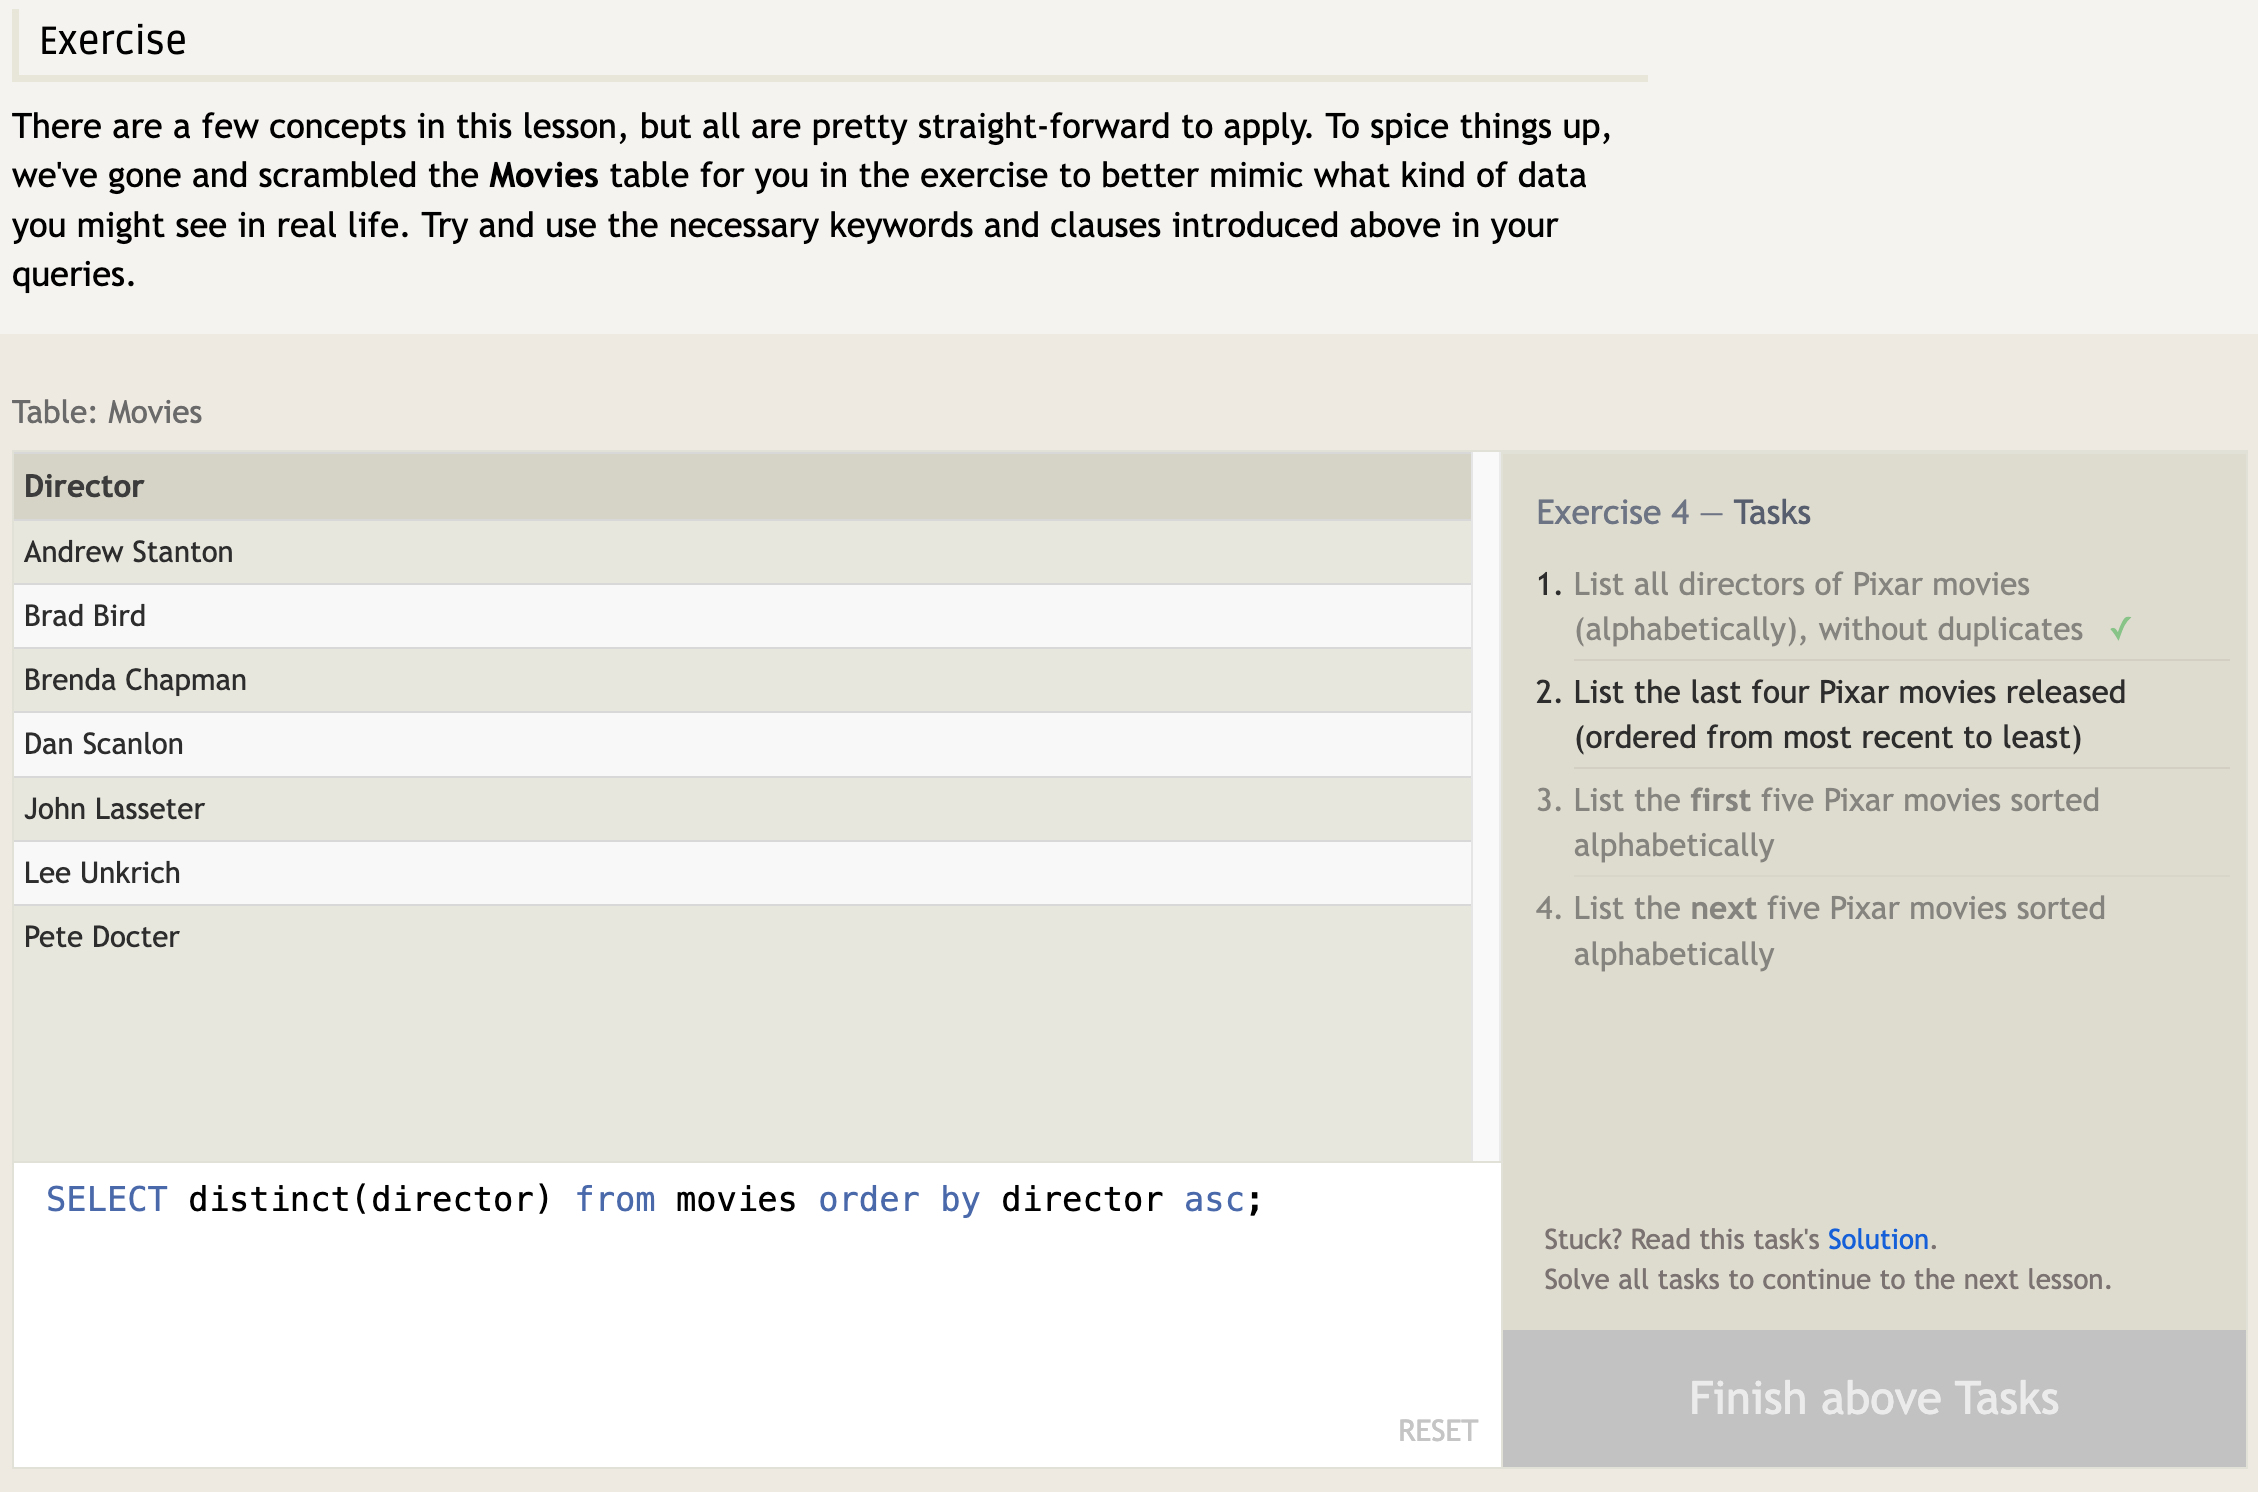 Exercise
There are a few concepts in this lesson, but all are pretty straight-forward to apply. To spice things up,
we've gone and scrambled the Movies table for you in the exercise to better mimic what kind of data
you might see in real life. Try and use the necessary keywords and clauses introduced above in your
queries.
Table: Movies
Director
Andrew Stanton
Brad Bird
Brenda Chapman
Dan Scanlon
John Lasseter
Lee Unkrich
Pete Docter
SELECT distinct(director) from movies order by director asc;
RESET
Exercise 4 — Tasks
1. List all directors of Pixar movies
(alphabetically), without duplicates ✓
2. List the last four Pixar movies released
(ordered from most recent to least)
3. List the first five Pixar movies sorted
alphabetically
4. List the next five Pixar movies sorted
alphabetically
Stuck? Read this task's Solution.
Solve all tasks to continue to the next lesson.
Finish above Tasks